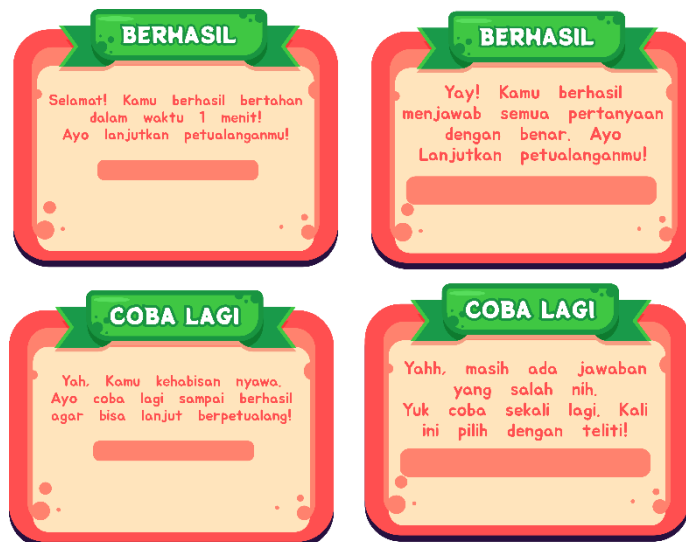 BERHASIL
Selamat! Kamu berhasil bertahan
dalam waktu 1 menit!
Ayo lanjutkan petualanganmu!
BERHASIL
Yay! Kamu berhasil
menjawab semua pertanyaan
dengan benar. Ayo
Lanjutkan petualanganmu!
COBA LAGI
Yah, Kamu kehabisan nyawa.
Ayo coba lagi sampai berhasil
agar bisa lanjut berpetualang!
COBA LAGI
Yahh, masih ada jawaban
yang salah nih.
Yuk coba sekali lagi. Kali
ini pilih dengan teliti!